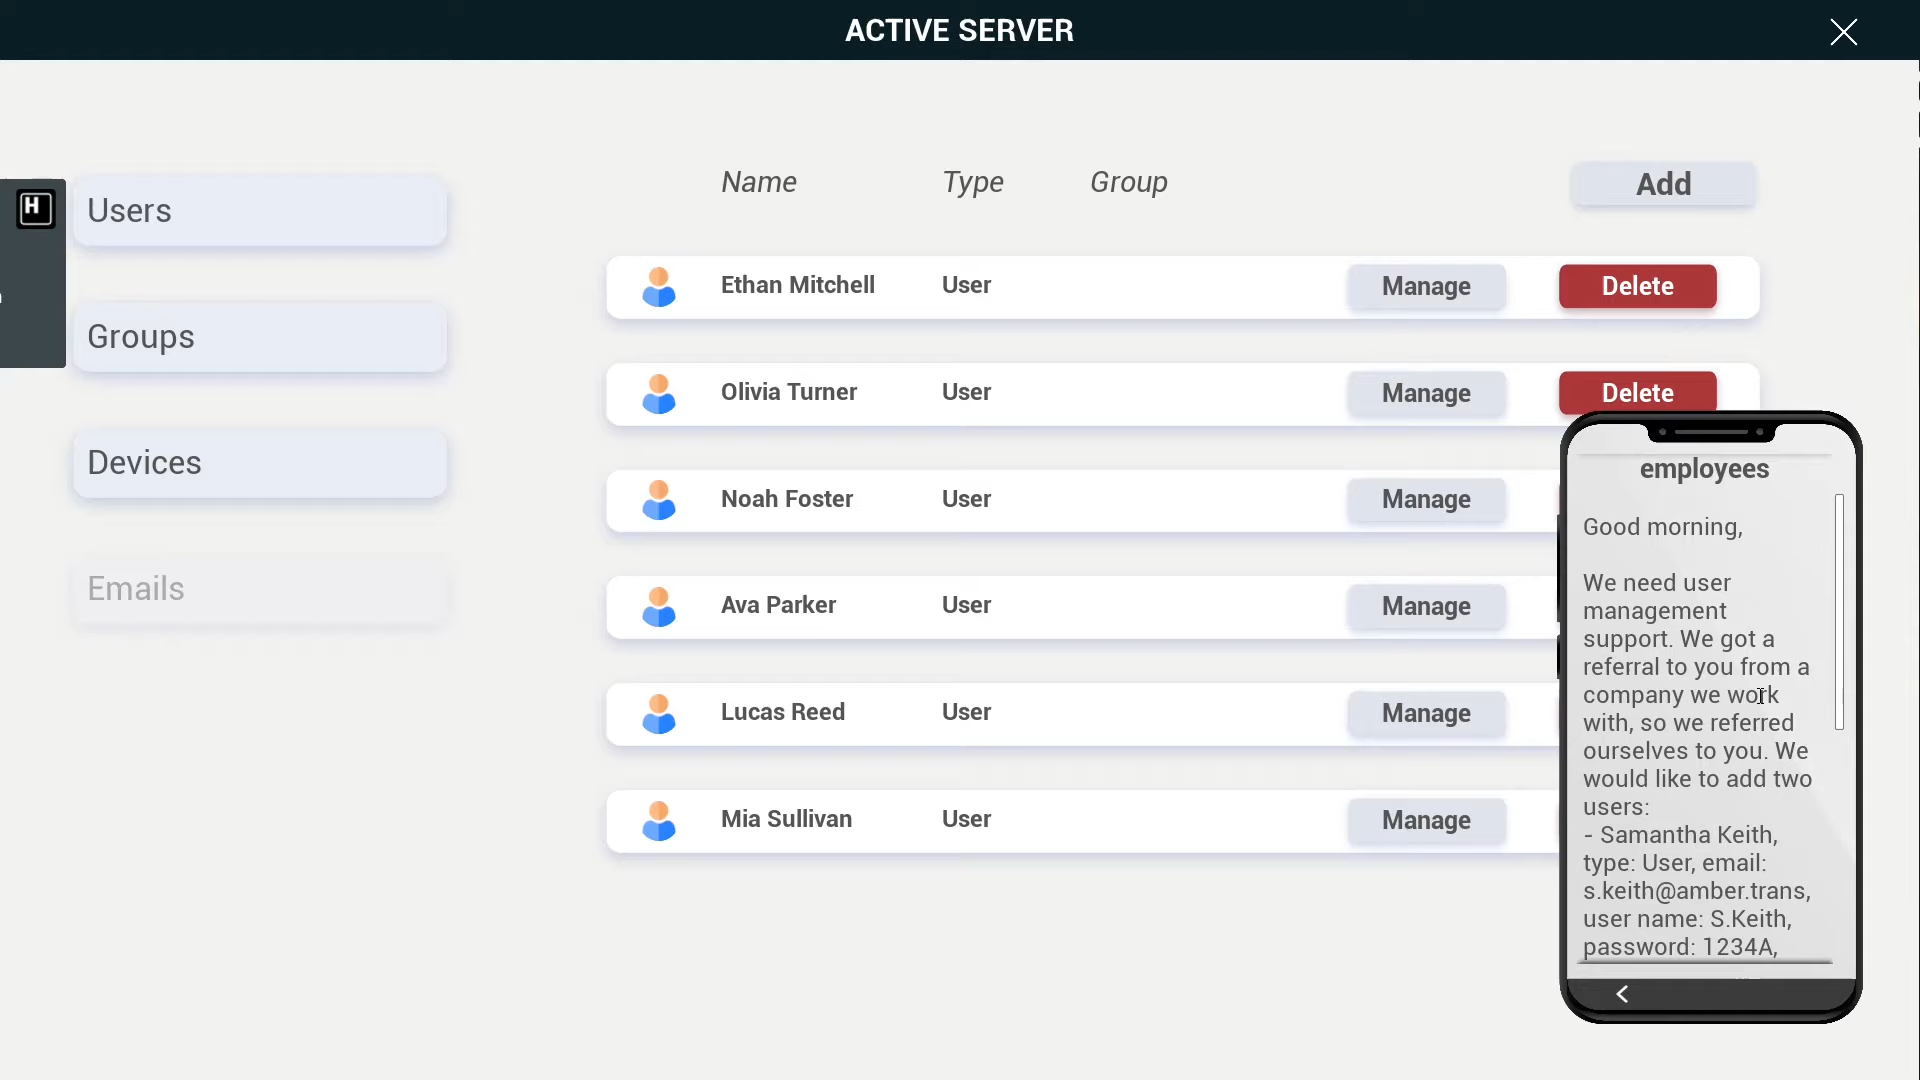 ACTIVE SERVER
H
Users
Groups
Devices
Emails
Name Type Group Add
Ethan Mitchell User Manage Delete
Olivia Turner User Manage Delete
Noah Foster User Manage
Ava Parker User Manage
Lucas Reed User Manage
Mia Sullivan User Manage
employees
Good morning,
We need user
management
support. We got a
referral to you from a
company we work
with, so we referred
ourselves to you. We
would like to add two
users:
- Samantha Keith,
type: User, email:
s.keith@amber.trans,
user name: S.Keith,
password: 1234A,